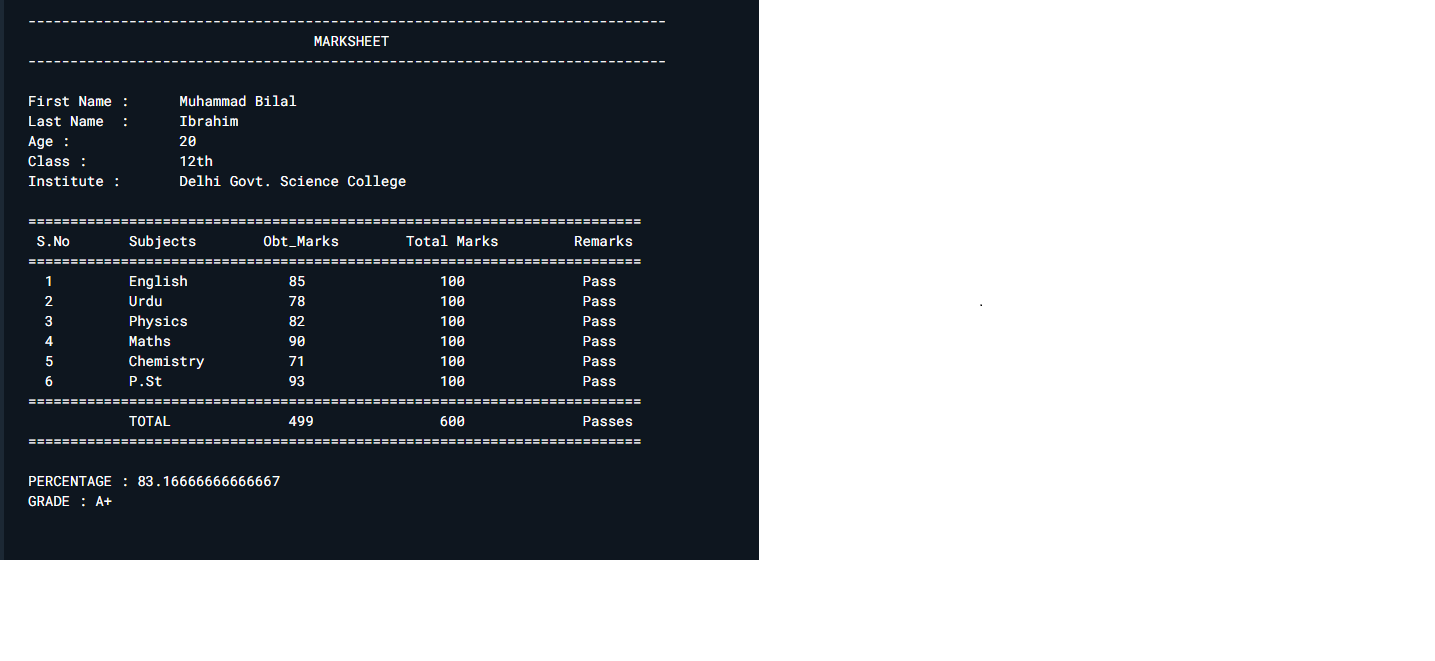 ----------------------------------------------------------------------------
MARKSHEET
----------------------------------------------------------------------------
First Name :      Muhammad Bilal
Last Name  :      Ibrahim
Age :             20
Class :           12th
Institute :       Delhi Govt. Science College
=========================================================================
 S.No       Subjects        Obt_Marks        Total Marks         Remarks
=========================================================================
  1         English            85                100              Pass
  2         Urdu               78                100              Pass
  3         Physics            82                100              Pass
  4         Maths              90                100              Pass
  5         Chemistry          71                100              Pass
  6         P.St               93                100              Pass
=========================================================================
            TOTAL              499               600              Passes
=========================================================================
PERCENTAGE : 83.16666666666667
GRADE : A+